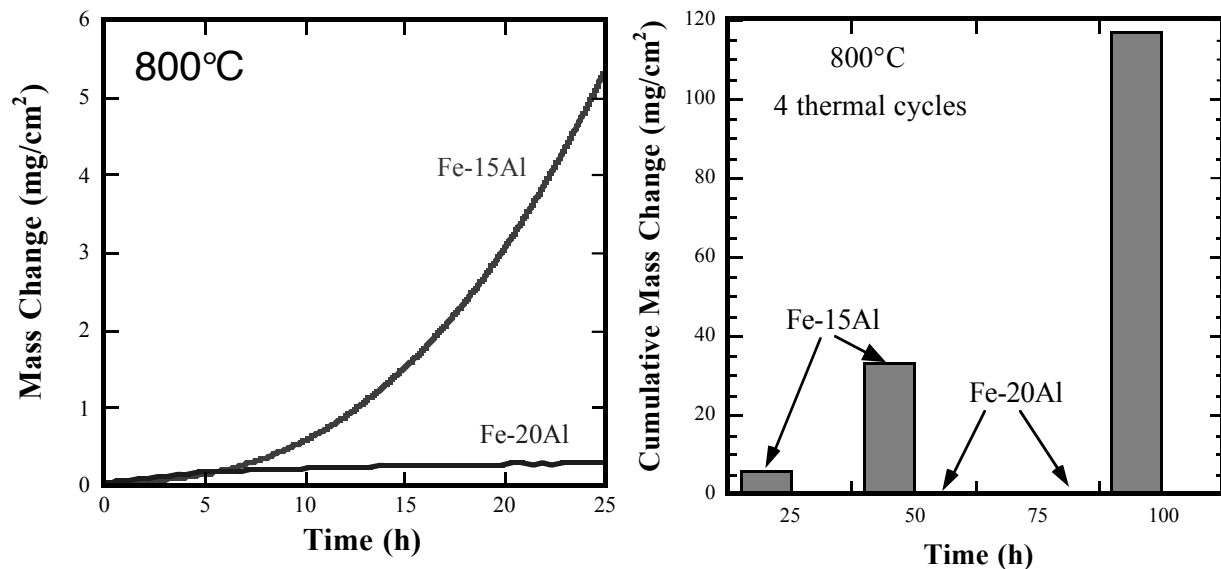 Mass Change (mg/cm²)
6
5
4
3
2
1
0
800°C
Fe-15Al
Fe-20Al
0 5 10 15 20 25
Time (h)
Cumulative Mass Change (mg/cm²)
120
100
80
60
40
20
0
800°C
4 thermal cycles
Fe-15Al
Fe-20Al
25 50 75 100
Time (h)